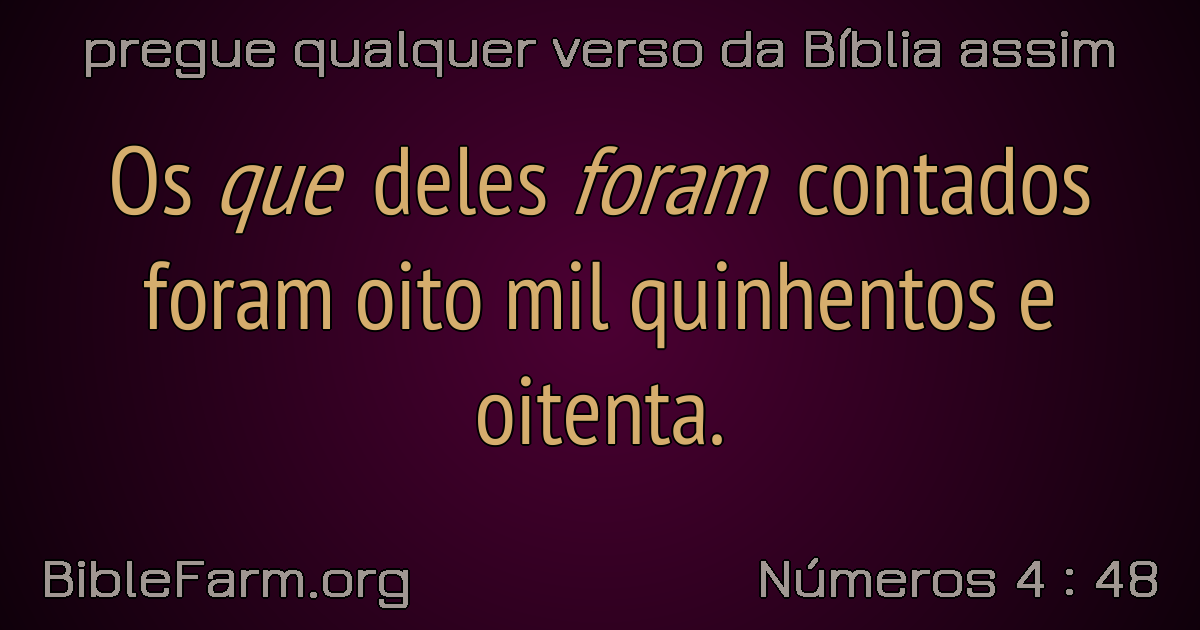 pregue qualquer verso da Bíblia assim
Os que deles foram contados
foram oito mil quinhentos e
oitenta.
BibleFarm.org
Números 4 : 48